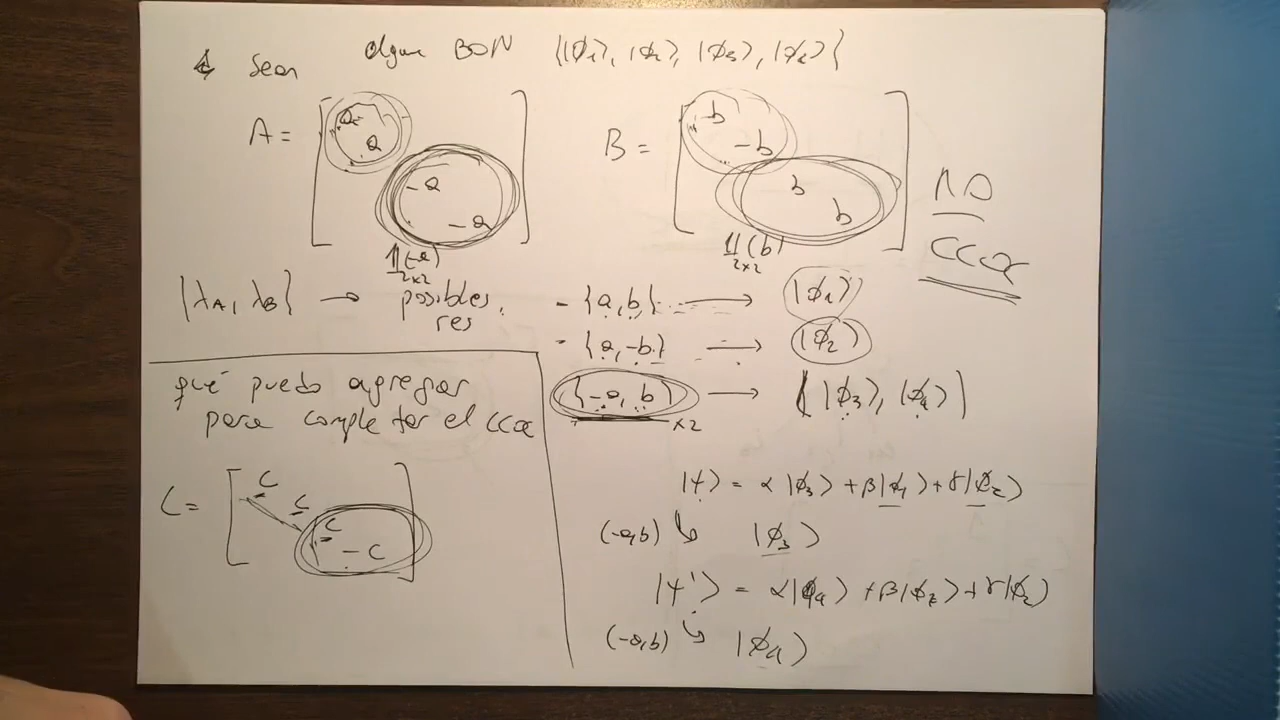 Sean algun BON {|ϕ₁⟩, |ϕ₂⟩, |ϕ₃⟩, |ϕ₄⟩}
A = [a a -a -a]
B = [b -b b b]
𝟙(-a) 2x2
𝟙(b) 2x2
NO
CCOC
{λA, λB} → posibles res.
- {a, b} → |ϕ₁⟩
- {a, -b} → |ϕ₂⟩
{-a, b} x2 → {|ϕ₃⟩, |ϕ₄⟩}
qué puedo agregar
para completar el CCOC
C = [c c c -c]
|ψ⟩ = α|ϕ₃⟩ + β|ϕ₁⟩ + γ|ϕ₂⟩
(-a,b) ↳ |ϕ₃⟩
|ψ'⟩ = α|ϕ₄⟩ + β|ϕ₂⟩ + γ|ϕ₂⟩
(-a,b) ↳ |ϕ₄⟩